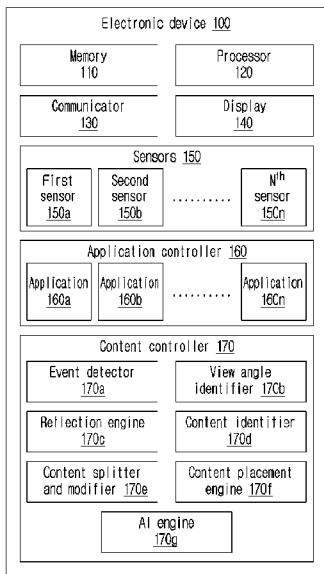 Electronic device 100
Memory
110
Processor
120
Communicator
130
Display
140
Sensors 150
First
sensor
150a
Second
sensor
150b
..........
Nth
sensor
150n
Application controller 160
Application
160a
Application
160b
..........
Application
160n
Content controller 170
Event detector
170a
View angle
identifier 170b
Reflection engine
170c
Content identifier
170d
Content splitter
and modifier 170e
Content placement
engine 170f
AI engine
170g